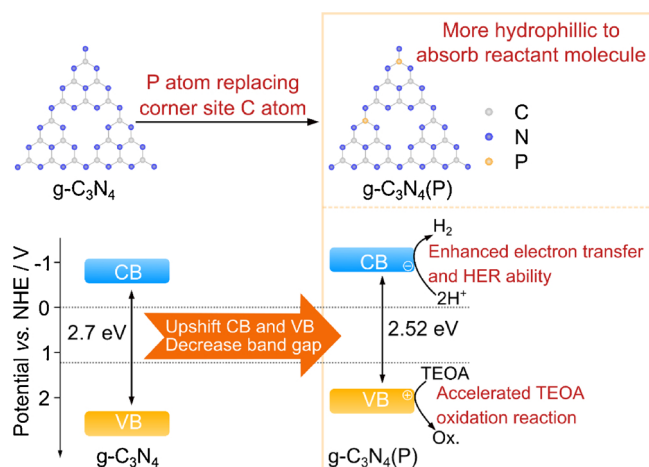 More hydrophillic to
absorb reactant molecule
P atom replacing
corner site C atom
C
N
P
g-C₃N₄
g-C₃N₄(P)
Potential vs. NHE / V
-1
0
1
2
CB
2.7 eV
VB
g-C₃N₄
Upshift CB and VB
Decrease band gap
H₂
CB
Enhanced electron transfer
and HER ability
2H⁺
2.52 eV
TEOA
VB
Accelerated TEOA
oxidation reaction
Ox.
g-C₃N₄(P)